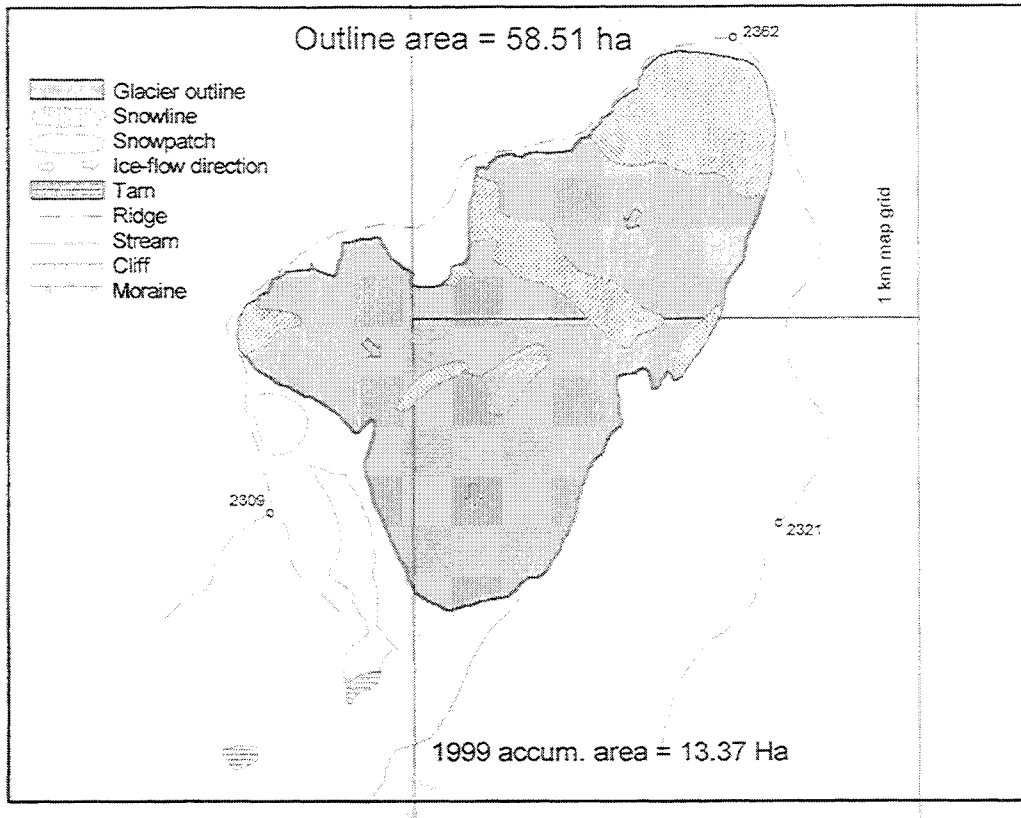 Outline area = 58.51 ha
2362
Glacier outline
Snowline
Snowpatch
Ice-flow direction
Tarn
Ridge
Stream
Cliff
Moraine
1 km map grid
2309
2321
1999 accum. area = 13.37 Ha